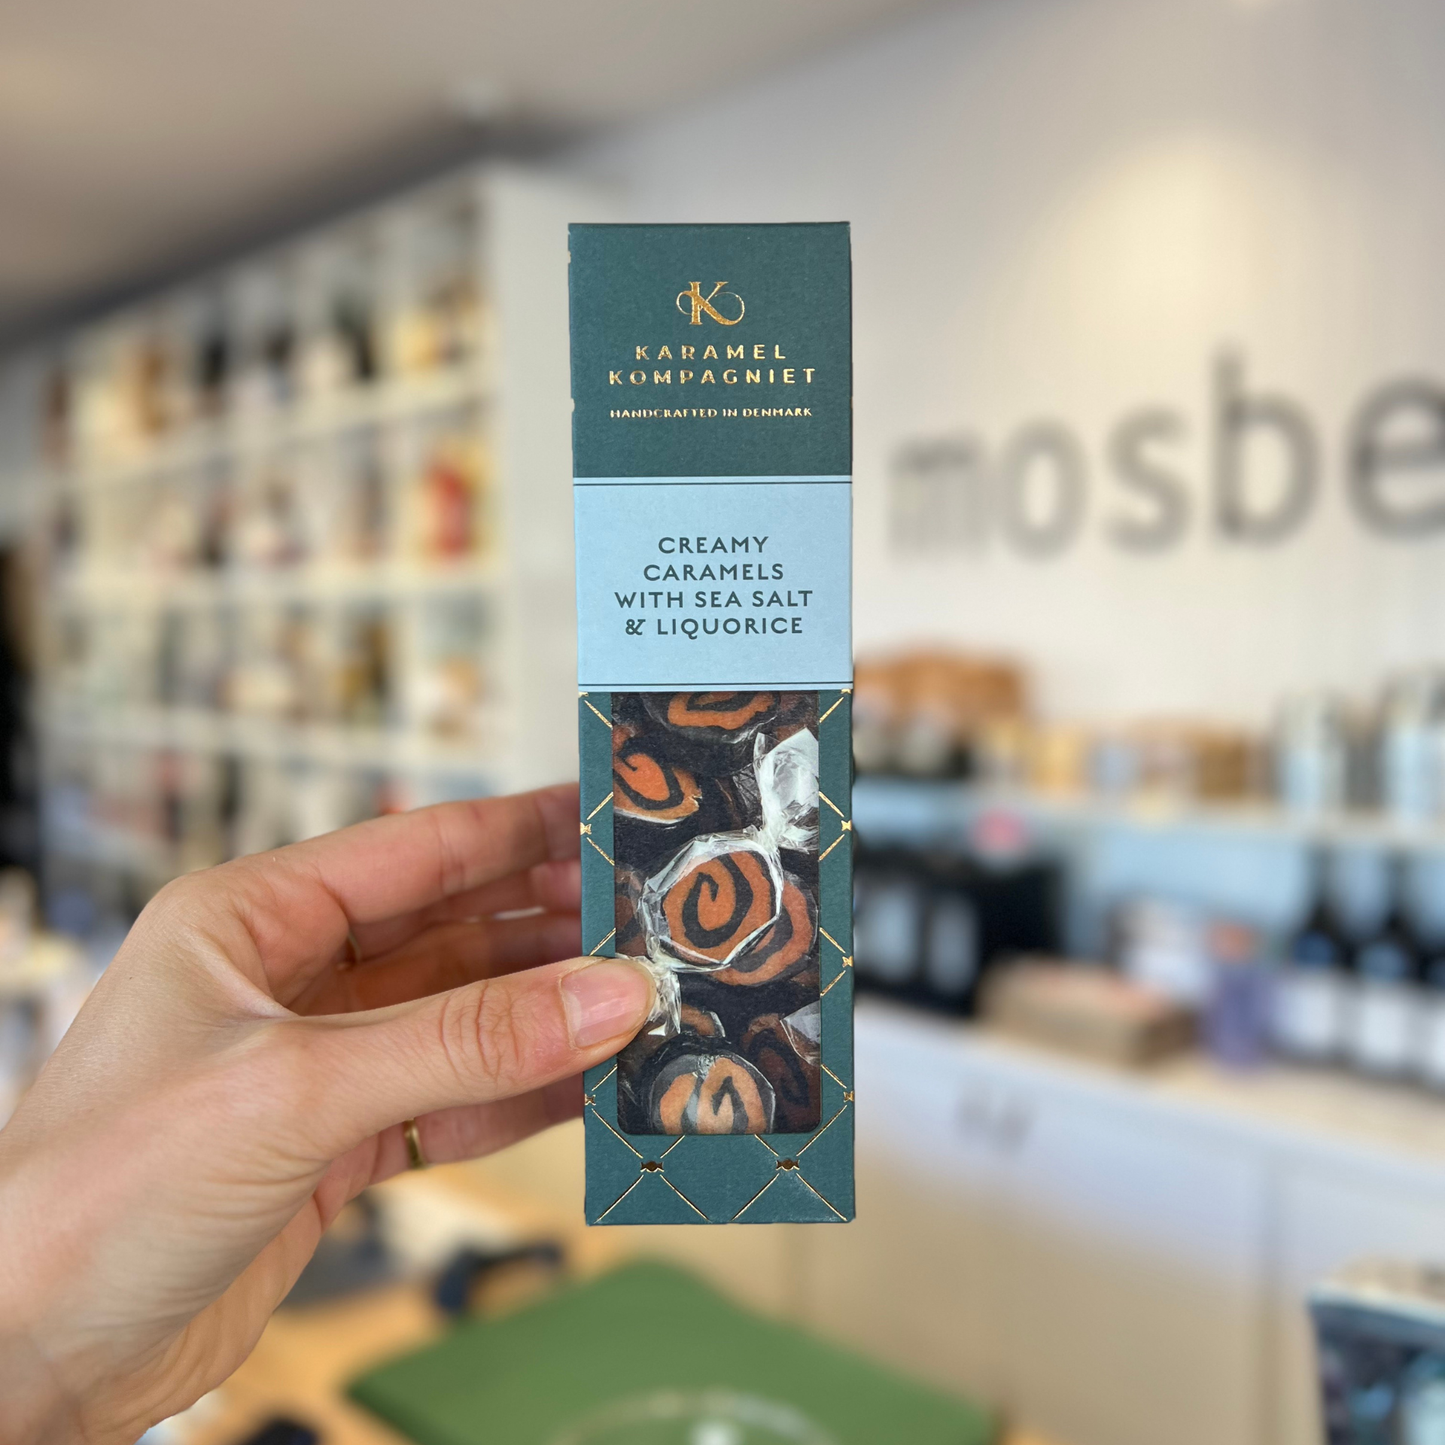 K
KARAMEL
KOMPAGNIET
HANDCRAFTED IN DENMARK
CREAMY
CARAMELS
WITH SEA SALT
& LIQUORICE
mosbe